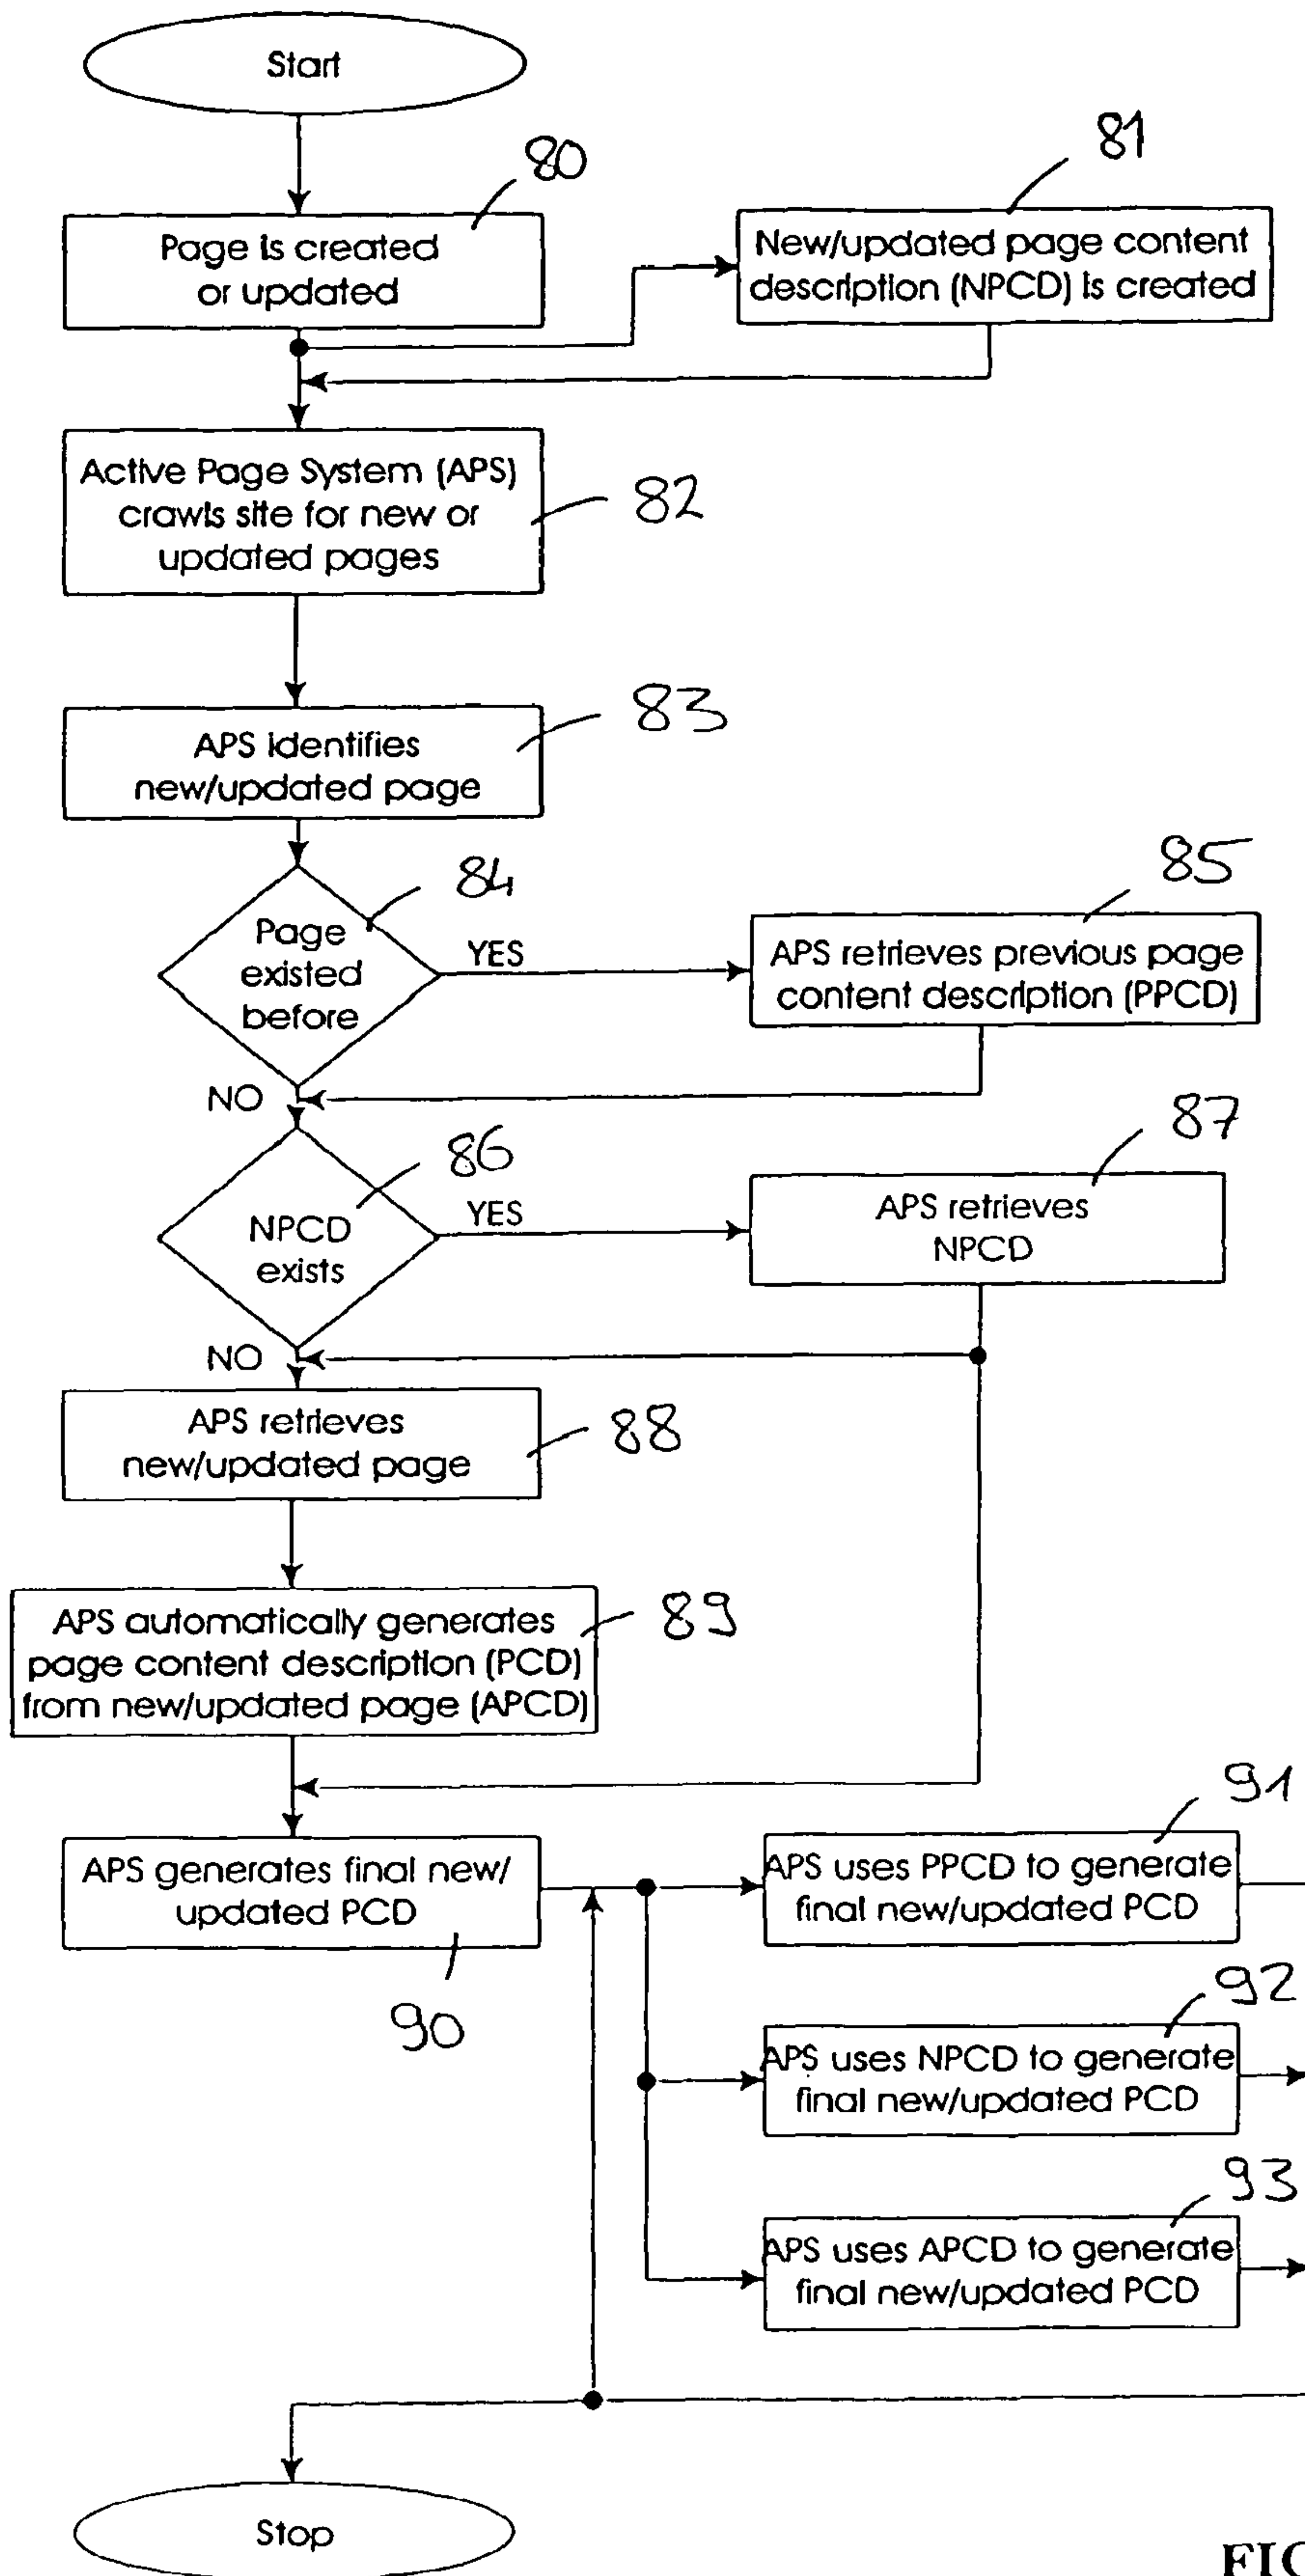 Start
80
Page is created
or updated
81
New/updated page content
description (NPCD) is created
Active Page System (APS)
crawls site for new or
updated pages
82
APS identifies
new/updated page
83
84
Page
existed
before
YES
85
APS retrieves previous page
content description (PPCD)
NO
86
NPCD
exists
YES
87
APS retrieves
NPCD
NO
APS retrieves
new/updated page
88
APS automatically generates
page content description (PCD)
from new/updated page (APCD)
89
APS generates final new/
updated PCD
90
91
APS uses PPCD to generate
final new/updated PCD
92
APS uses NPCD to generate
final new/updated PCD
93
APS uses APCD to generate
final new/updated PCD
Stop
FIG